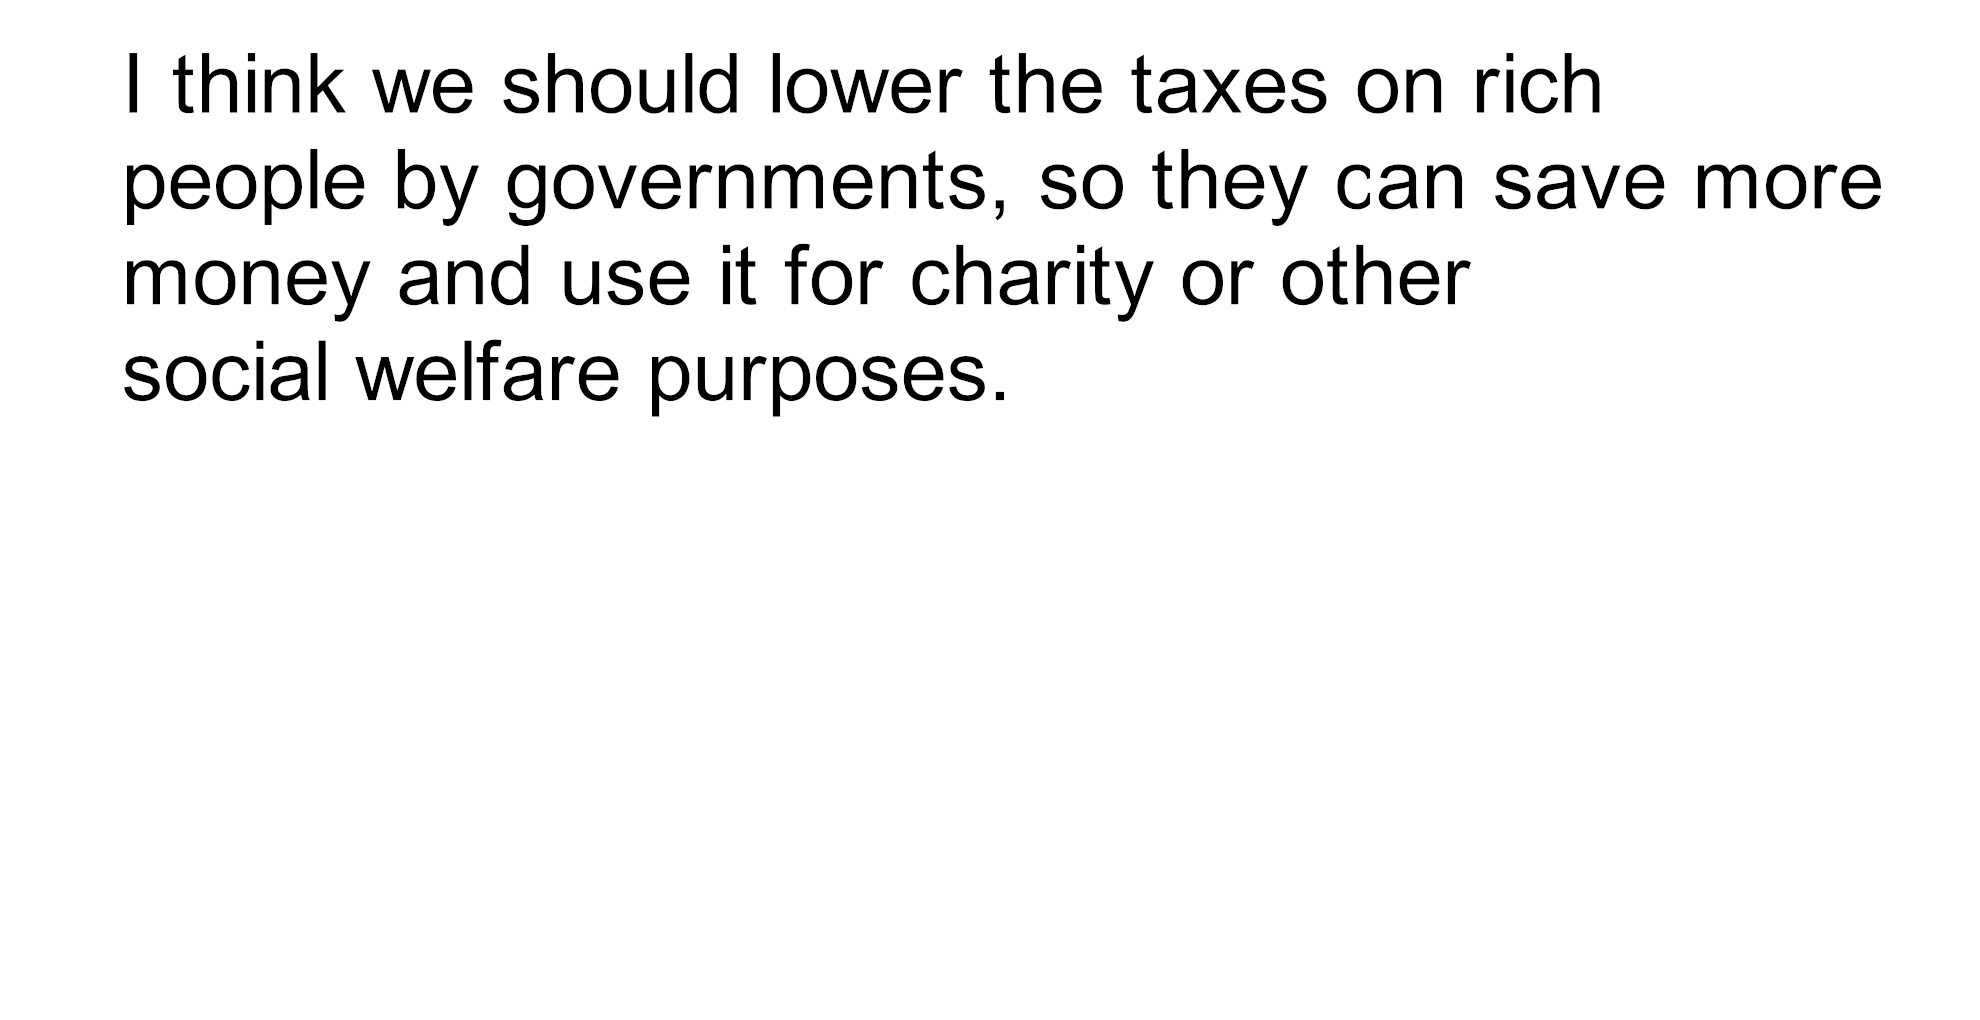 I think we should lower the taxes on rich
people by governments, so they can save more
money and use it for charity or other
social welfare purposes.